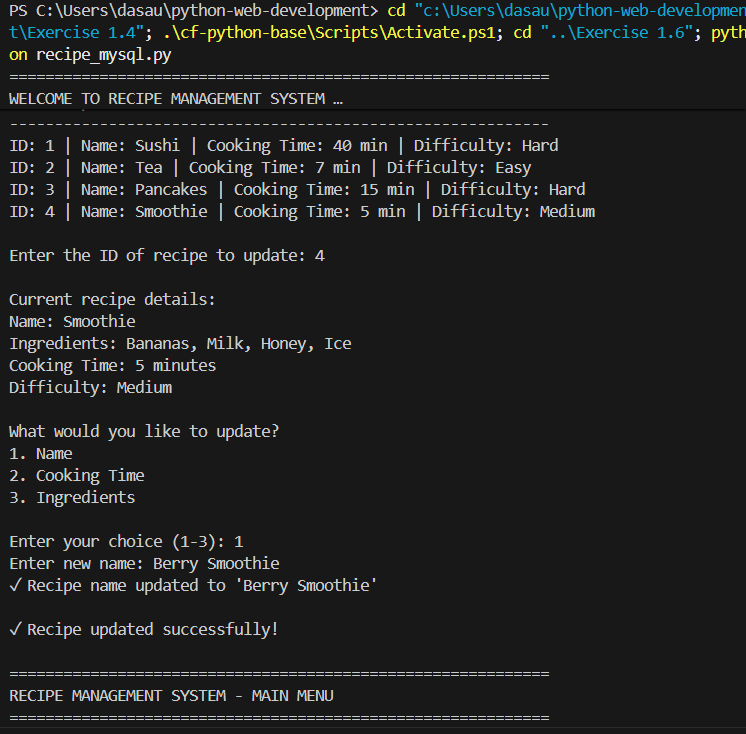 PS C:\Users\dasau\python-web-development> cd "c:\Users\dasau\python-web-developmen
t\Exercise 1.4"; .\cf-python-base\Scripts\Activate.ps1; cd "..\Exercise 1.6"; pyth
on recipe_mysql.py
============================================================
WELCOME TO RECIPE MANAGEMENT SYSTEM …
------------------------------------------------------------
ID: 1 | Name: Sushi | Cooking Time: 40 min | Difficulty: Hard
ID: 2 | Name: Tea | Cooking Time: 7 min | Difficulty: Easy
ID: 3 | Name: Pancakes | Cooking Time: 15 min | Difficulty: Hard
ID: 4 | Name: Smoothie | Cooking Time: 5 min | Difficulty: Medium
Enter the ID of recipe to update: 4
Current recipe details:
Name: Smoothie
Ingredients: Bananas, Milk, Honey, Ice
Cooking Time: 5 minutes
Difficulty: Medium
What would you like to update?
1. Name
2. Cooking Time
3. Ingredients
Enter your choice (1-3): 1
Enter new name: Berry Smoothie
✓ Recipe name updated to 'Berry Smoothie'
✓ Recipe updated successfully!
============================================================
RECIPE MANAGEMENT SYSTEM - MAIN MENU
============================================================